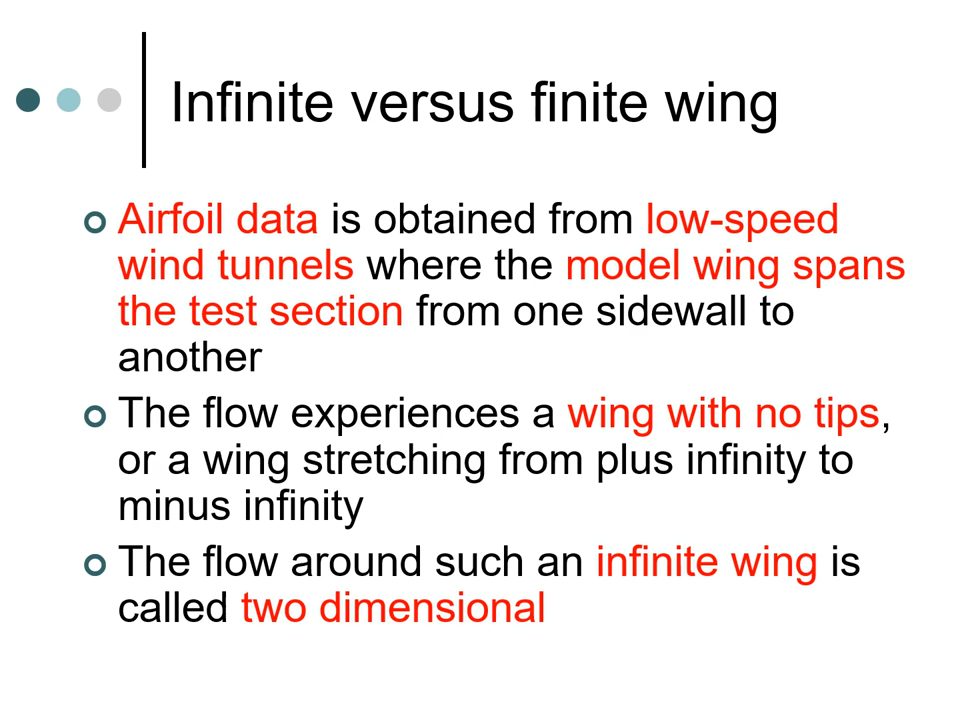 Infinite versus finite wing
Airfoil data is obtained from low-speed
wind tunnels where the model wing spans
the test section from one sidewall to
another
The flow experiences a wing with no tips,
or a wing stretching from plus infinity to
minus infinity
The flow around such an infinite wing is
called two dimensional